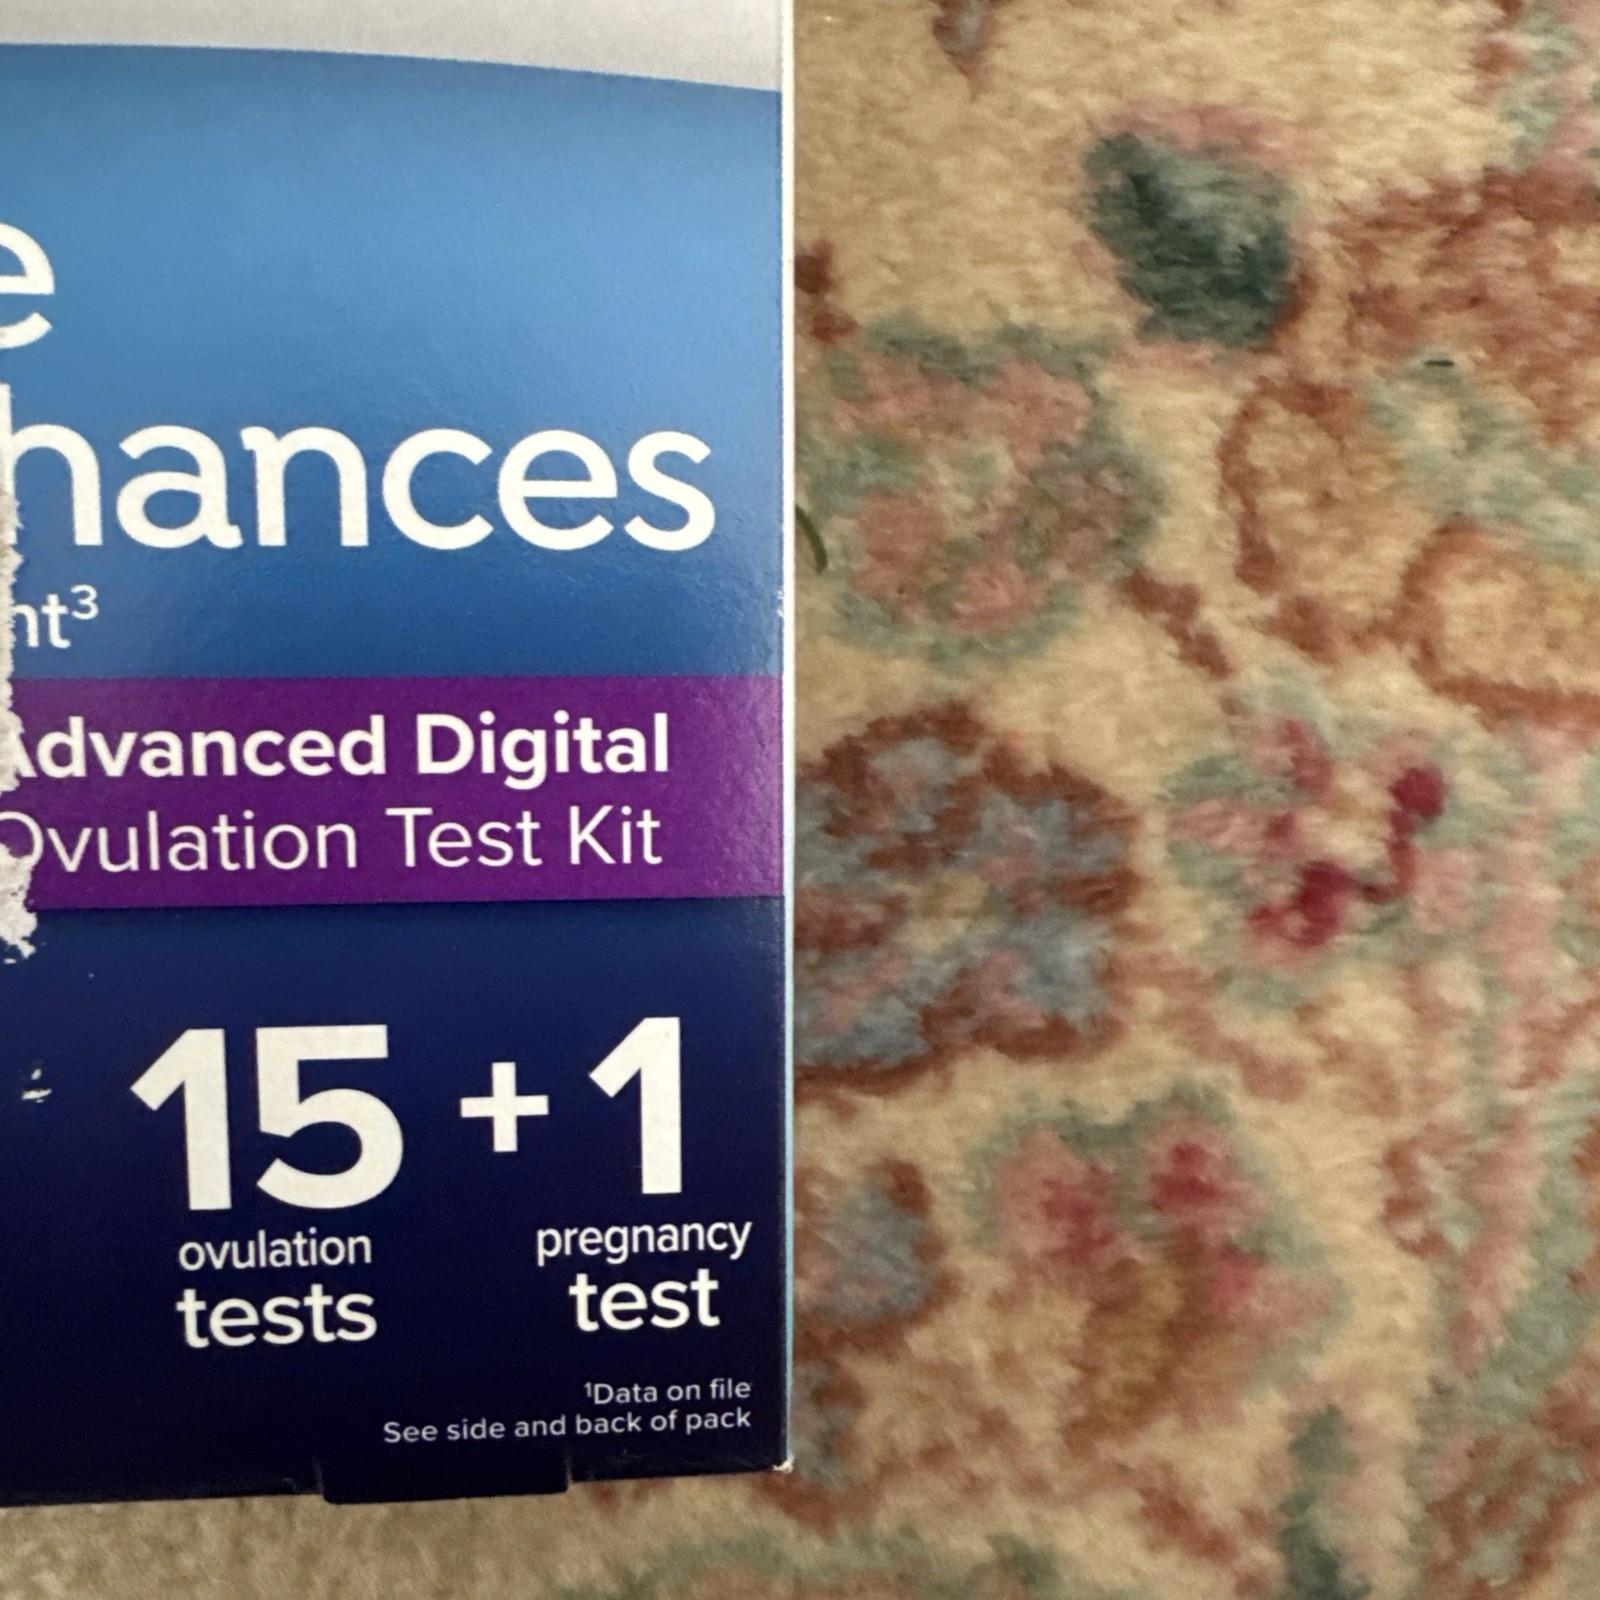 e
hances
nt³
Advanced Digital
Ovulation Test Kit
15 + 1
ovulation tests
pregnancy test
¹Data on file
See side and back of pack